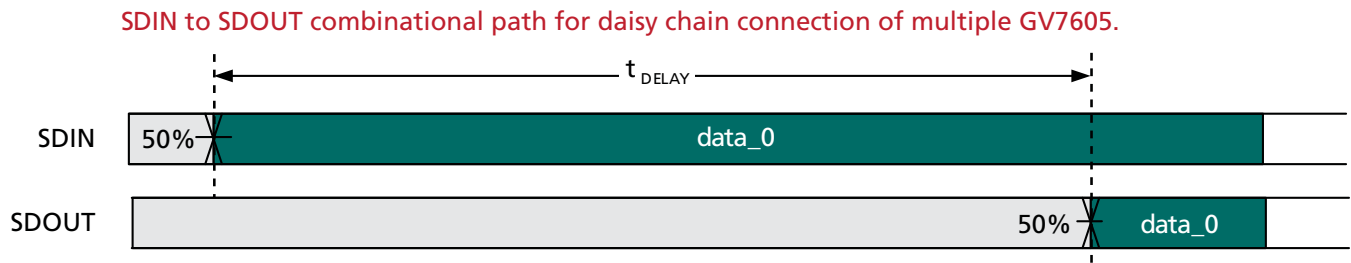 SDIN to SDOUT combinational path for daisy chain connection of multiple GV7605.
t DELAY
SDIN 50% data_0
SDOUT 50% data_0